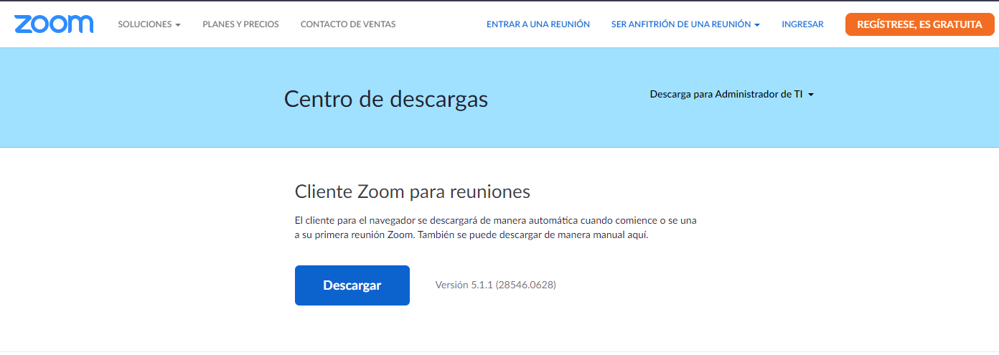 zoom SOLUCIONES PLANES Y PRECIOS CONTACTO DE VENTAS ENTRAR A UNA REUNIÓN SER ANFITRIÓN DE UNA REUNIÓN INGRESAR REGÍSTRESE, ES GRATUITA
Centro de descargas Descarga para Administrador de TI
Cliente Zoom para reuniones
El cliente para el navegador se descargará de manera automática cuando comience o se una
a su primera reunión Zoom. También se puede descargar de manera manual aquí.
Descargar Versión 5.1.1 (28546.0628)